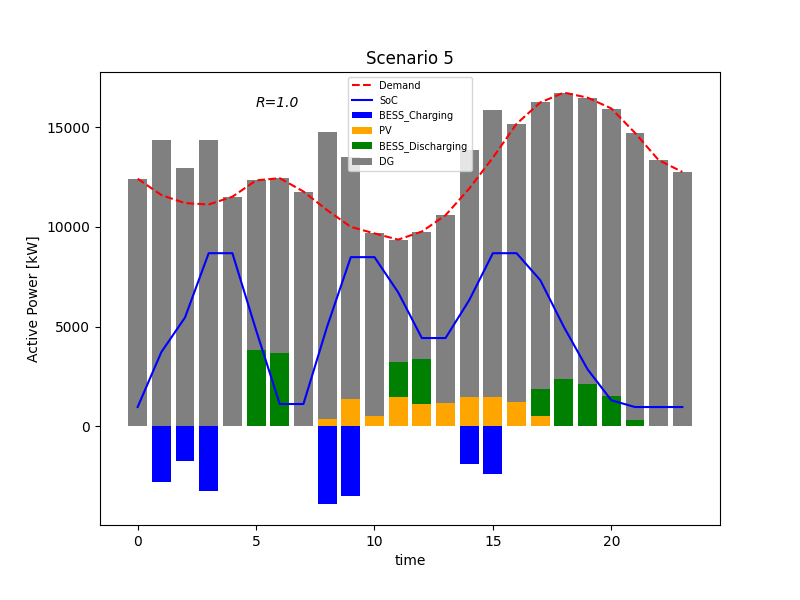 Scenario 5
R=1.0
Demand
SoC
BESS_Charging
PV
BESS_Discharging
DG
Active Power [kW]
15000
10000
5000
0
0 5 10 15 20
time